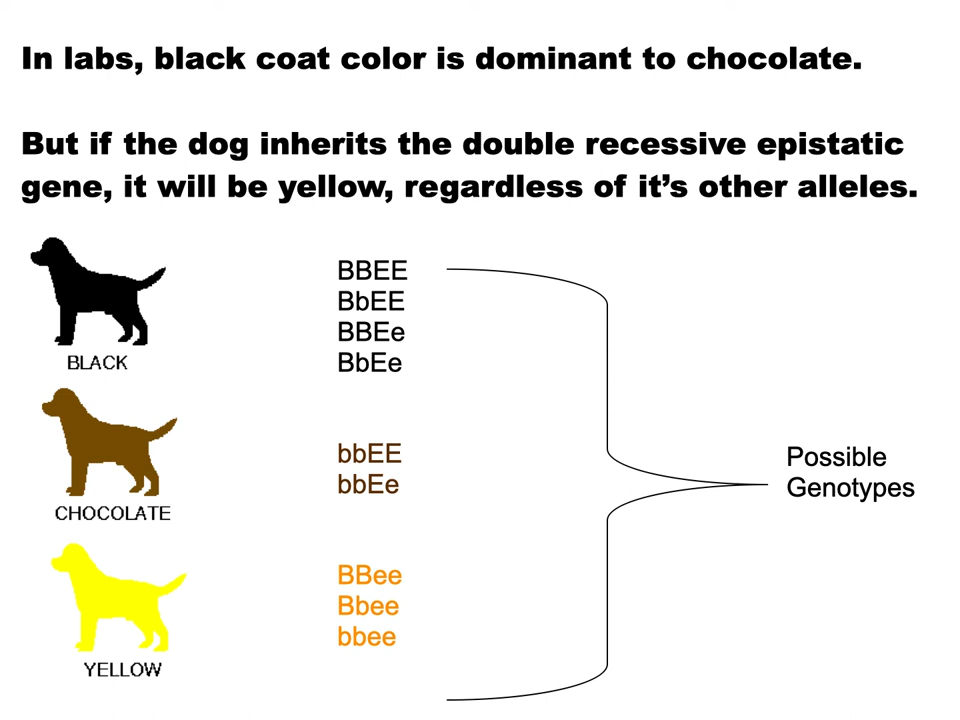 In labs, black coat color is dominant to chocolate.
But if the dog inherits the double recessive epistatic
gene, it will be yellow, regardless of it’s other alleles.
BLACK
BBEE
BbEE
BBEe
BbEe
CHOCOLATE
bbEE
bbEe
YELLOW
BBee
Bbee
bbee
Possible
Genotypes